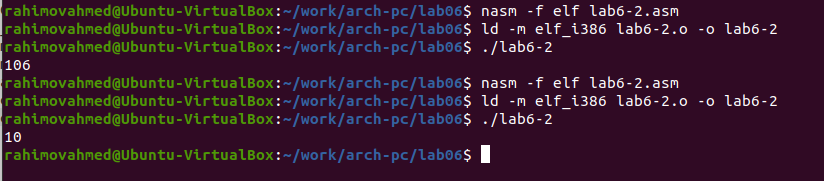 rahimovahmed@Ubuntu-VirtualBox:~/work/arch-pc/lab06$ nasm -f elf lab6-2.asm
rahimovahmed@Ubuntu-VirtualBox:~/work/arch-pc/lab06$ ld -m elf_i386 lab6-2.o -o lab6-2
rahimovahmed@Ubuntu-VirtualBox:~/work/arch-pc/lab06$ ./lab6-2
106
rahimovahmed@Ubuntu-VirtualBox:~/work/arch-pc/lab06$ nasm -f elf lab6-2.asm
rahimovahmed@Ubuntu-VirtualBox:~/work/arch-pc/lab06$ ld -m elf_i386 lab6-2.o -o lab6-2
rahimovahmed@Ubuntu-VirtualBox:~/work/arch-pc/lab06$ ./lab6-2
10
rahimovahmed@Ubuntu-VirtualBox:~/work/arch-pc/lab06$